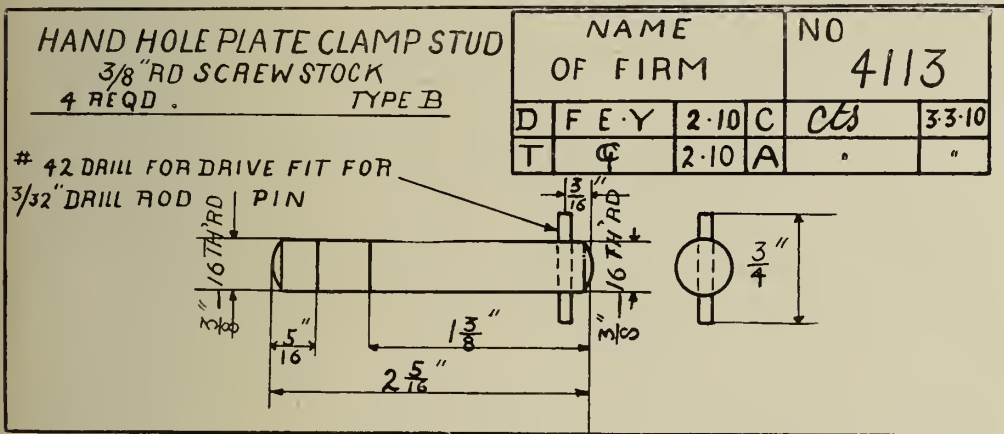 HAND HOLE PLATE CLAMP STUD
3/8" RD SCREW STOCK
4 REQD. TYPE B
NAME
OF FIRM
NO
4113
D F E·Y 2·10 C cts 3·3·10
T 2·10 A " "
# 42 DRILL FOR DRIVE FIT FOR
3/32" DRILL ROD PIN
3/16"
3/8"–16 TH'RD
3/8"–16 TH'RD
3/4"
5/16"
1 3/8"
2 5/16"